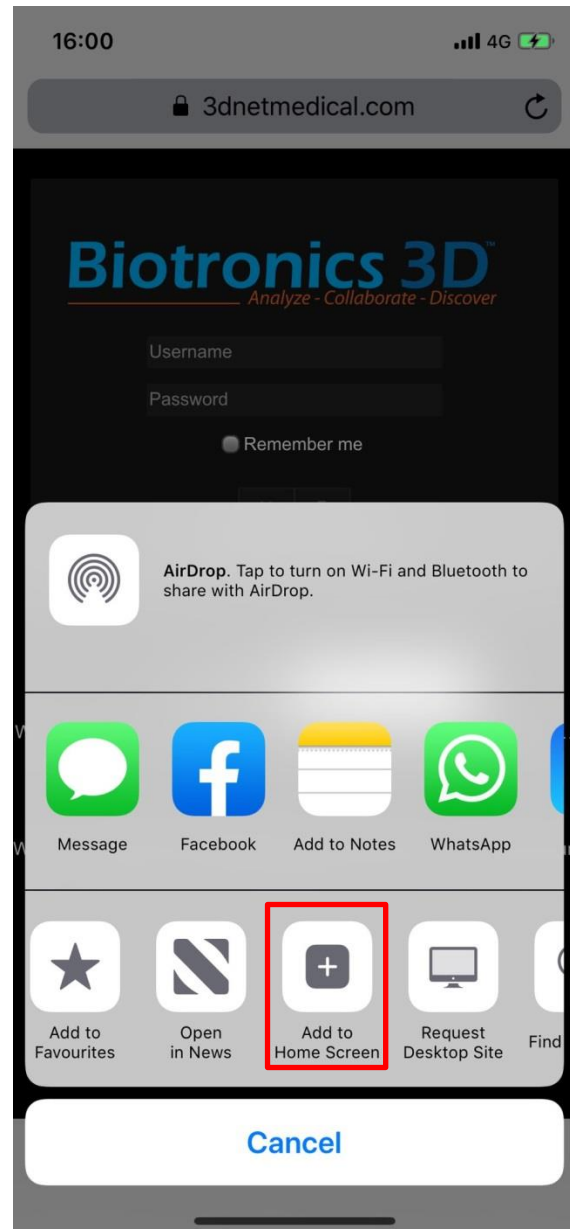 16:00
4G
3dnetmedical.com
Biotronics 3D™
Analyze - Collaborate - Discover
Username
Password
Remember me
AirDrop. Tap to turn on Wi-Fi and Bluetooth to
share with AirDrop.
Message
Facebook
Add to Notes
WhatsApp
Add to
Favourites
Open
in News
Add to
Home Screen
Request
Desktop Site
Find
Cancel